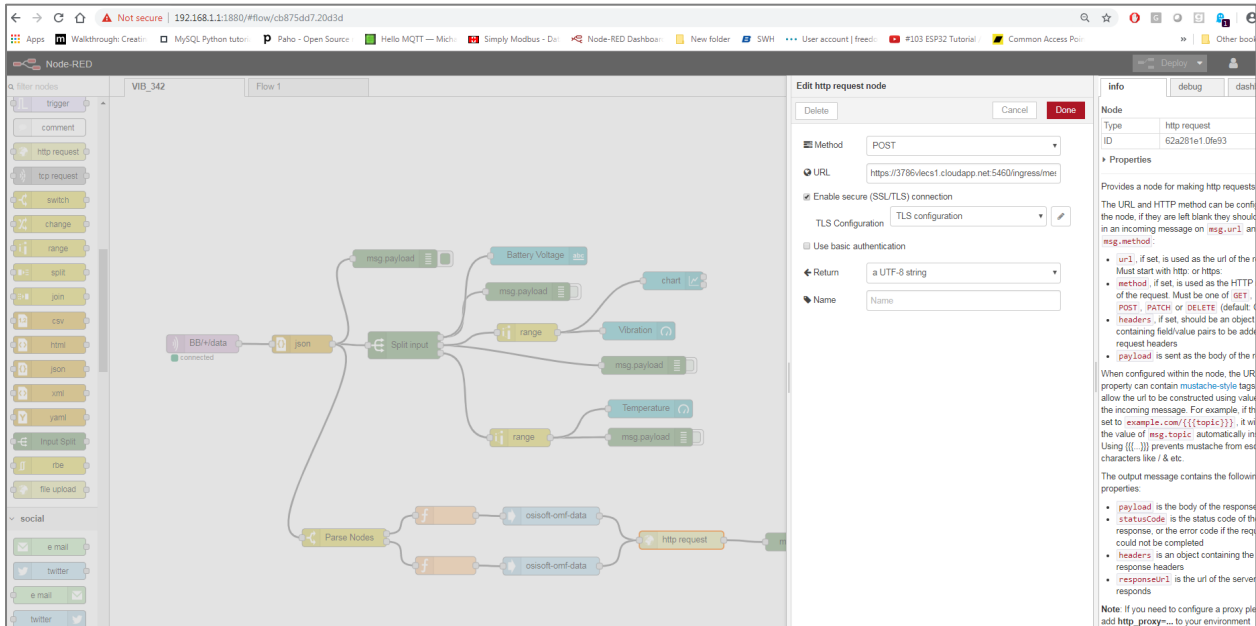 Not secure | 192.168.1.1:1880/#flow/cb875dd7.20d3d
Apps
Walkthrough: Creatin
MySQL Python tutori
Paho - Open Source
Hello MQTT — Micha
Simply Modbus - Dat
Node-RED Dashboar
New folder
SWH
User account | freed
#103 ESP32 Tutorial
Common Access Poin
»
Other book
Node-RED
Deploy
filter nodes
trigger
comment
http request
tcp request
switch
change
range
split
join
csv
html
json
xml
yaml
Input Split
rbe
file upload
social
e mail
twitter
e mail
twitter
VIB_342
Flow 1
msg.payload
Battery Voltage
msg.payload
chart
BB/+/data
connected
json
Split input
range
Vibration
msg.payload
Temperature
range
msg.payload
Parse Nodes
osisoft-omf-data
http request
m
osisoft-omf-data
Edit http request node
Delete
Cancel
Done
Method
POST
URL
https://3786vlecs1.cloudapp.net:5460/ingress/mes
Enable secure (SSL/TLS) connection
TLS Configuration
TLS configuration
Use basic authentication
Return
a UTF-8 string
Name
Name
info
debug
dash
Node
Type
http request
ID
62a281e1.0fe93
Properties
Provides a node for making http requests
The URL and HTTP method can be config
the node, if they are left blank they should
in an incoming message on msg.url an
msg.method:
url, if set, is used as the url of the r
Must start with http: or https:
method, if set, is used as the HTTP
of the request. Must be one of GET,
POST, PATCH or DELETE (default: G
headers, if set, should be an object
containing field/value pairs to be adde
request headers
payload is sent as the body of the r
When configured within the node, the UR
property can contain mustache-style tags
allow the url to be constructed using value
the incoming message. For example, if th
set to example.com/{{{topic}}}, it wi
the value of msg.topic automatically in
Using {{{...}}} prevents mustache from esc
characters like / & etc.
The output message contains the followin
properties:
payload is the body of the response
statusCode is the status code of the
response, or the error code if the requ
could not be completed
headers is an object containing the
response headers
responseUrl is the url of the server
responds
Note: If you need to configure a proxy ple
add http_proxy=... to your environment